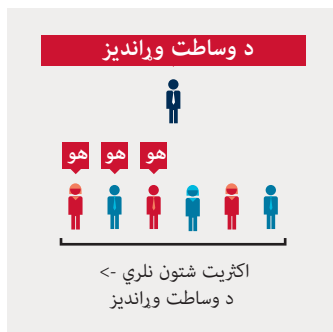 د وساطت وړاندیز
هو هو هو
اکثریت شتون نلري ->
د وساطت وړاندیز